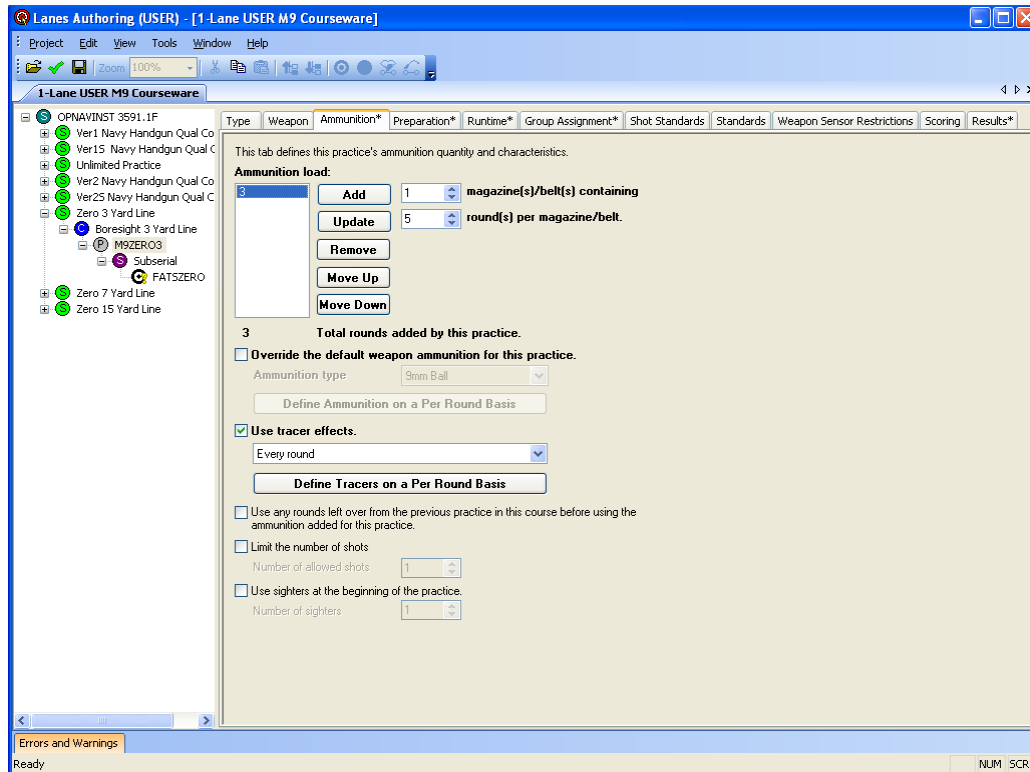 Lanes Authoring (USER) - [1-Lane USER M9 Courseware]
Project Edit View Tools Window Help
Zoom 100%
1-Lane USER M9 Courseware
OPNAVINST 3591.1F
Ver1 Navy Handgun Qual Co
Ver1S Navy Handgun Qual C
Unlimited Practice
Ver2 Navy Handgun Qual Co
Ver2S Navy Handgun Qual C
Zero 3 Yard Line
Boresight 3 Yard Line
M9ZERO3
Subserial
FATSZERO
Zero 7 Yard Line
Zero 15 Yard Line
Type Weapon Ammunition* Preparation* Runtime* Group Assignment* Shot Standards Standards Weapon Sensor Restrictions Scoring Results*
This tab defines this practice's ammunition quantity and characteristics.
Ammunition load:
3 Add 1 magazine(s)/belt(s) containing
Update 5 round(s) per magazine/belt.
Remove
Move Up
Move Down
3 Total rounds added by this practice.
Override the default weapon ammunition for this practice.
Ammunition type 9mm Ball
Define Ammunition on a Per Round Basis
Use tracer effects.
Every round
Define Tracers on a Per Round Basis
Use any rounds left over from the previous practice in this course before using the
ammunition added for this practice.
Limit the number of shots
Number of allowed shots 1
Use sighters at the beginning of the practice.
Number of sighters 1
Errors and Warnings
Ready NUM SCR